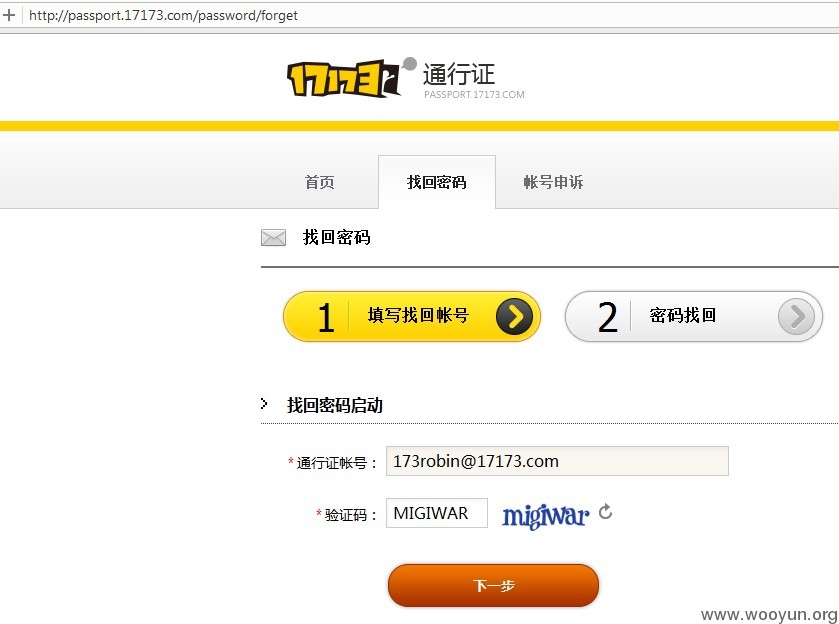 http://passport.17173.com/password/forget
17173 通行证
PASSPORT.17173.COM
首页 找回密码 帐号申诉
找回密码
1 填写找回帐号 2 密码找回
找回密码启动
*通行证帐号： 173robin@17173.com
*验证码： MIGIWAR migiwar
下一步
www.wooyun.org